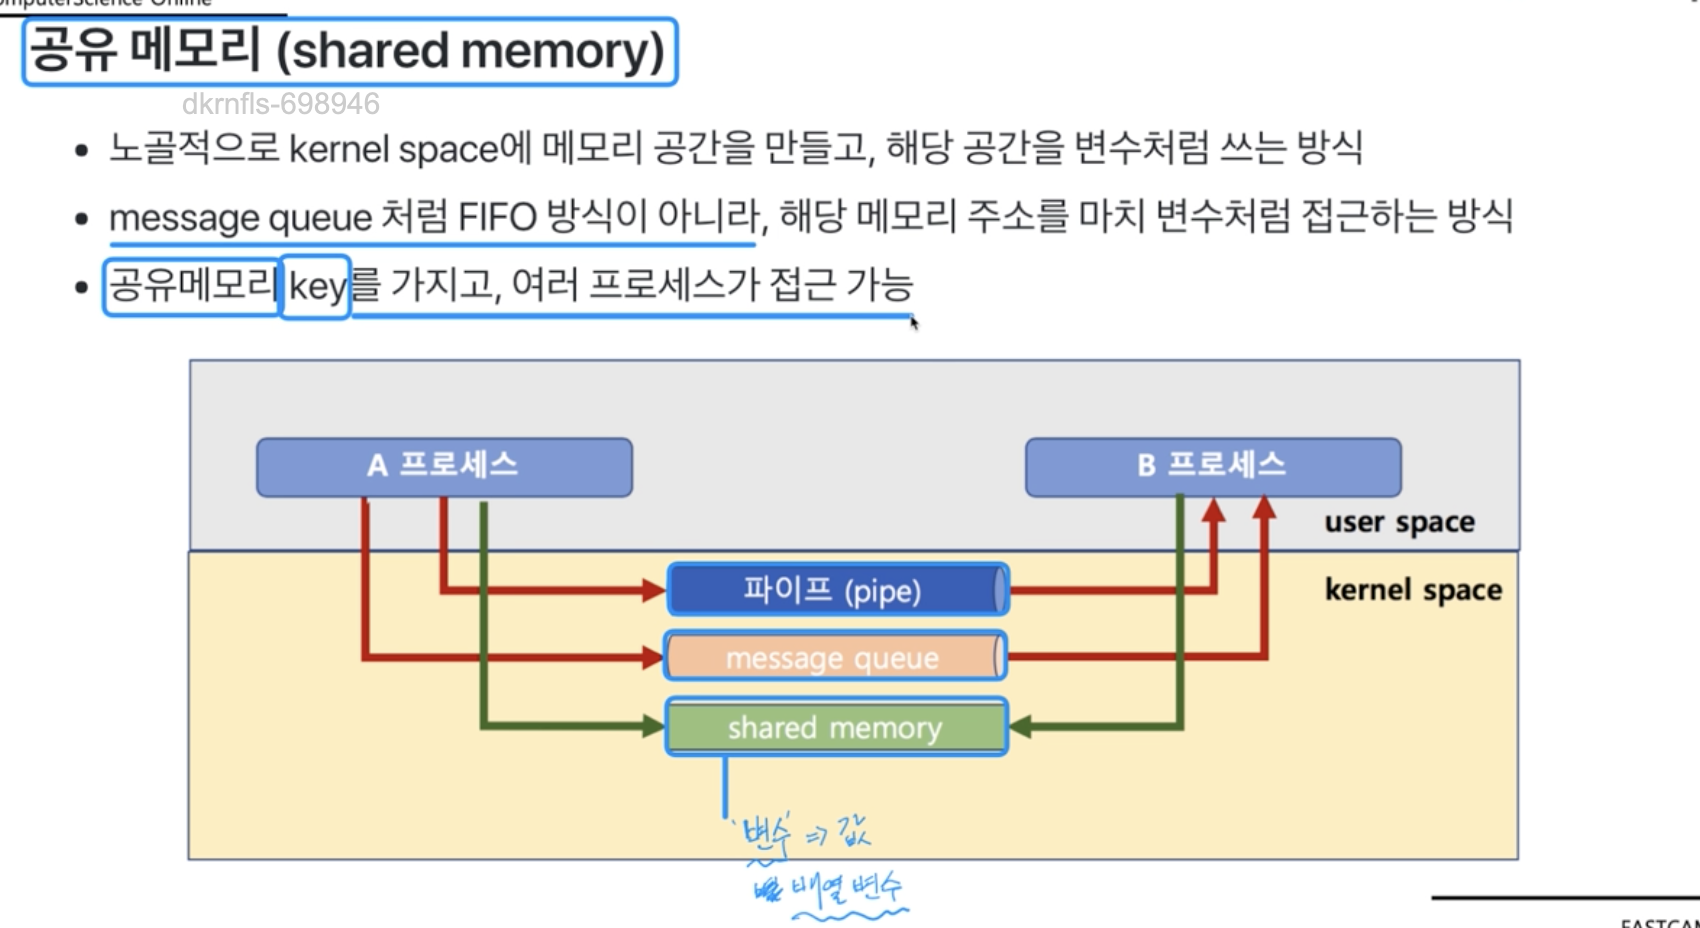 공유 메모리 (shared memory)
dkrnfls-698946
• 노골적으로 kernel space에 메모리 공간을 만들고, 해당 공간을 변수처럼 쓰는 방식
• message queue 처럼 FIFO 방식이 아니라, 해당 메모리 주소를 마치 변수처럼 접근하는 방식
• 공유메모리 key를 가지고, 여러 프로세스가 접근 가능
A 프로세스
B 프로세스
user space
파이프 (pipe)
kernel space
message queue
shared memory
'변수' => 값
배열 변수